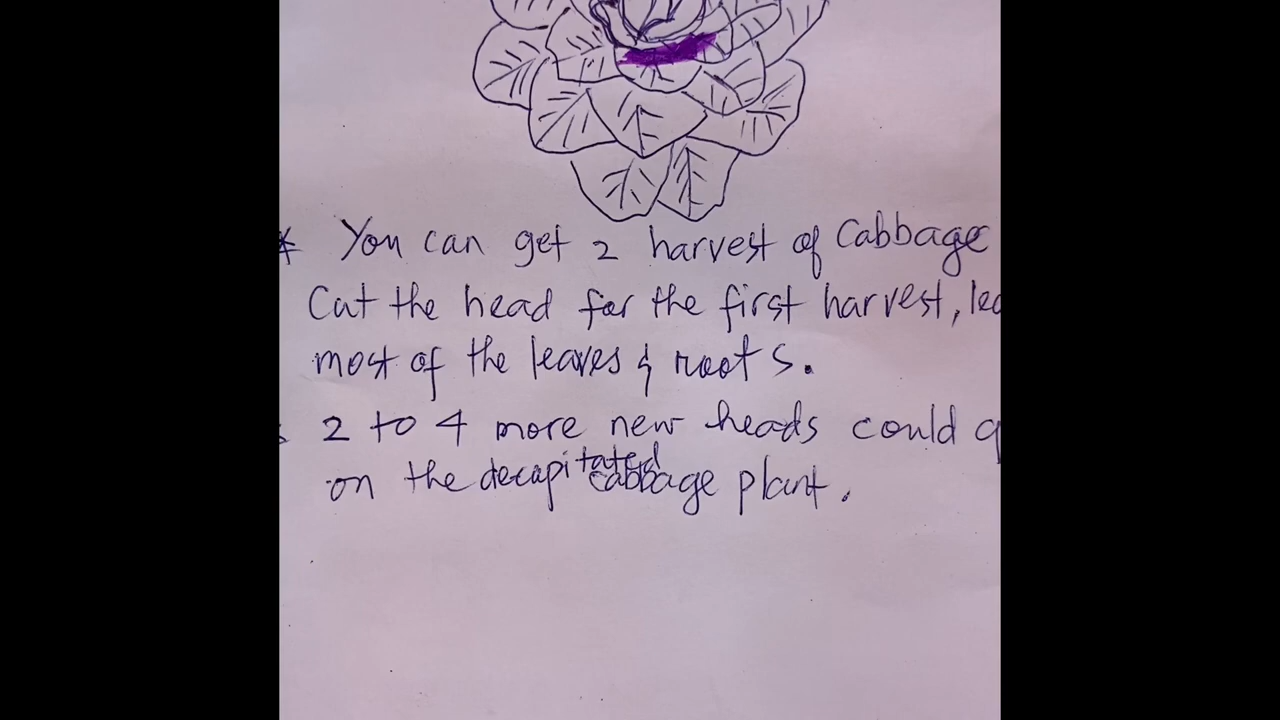 * You can get 2 harvest of Cabbage
Cut the head for the first harvest,
most of the leaves & roots.
2 to 4 more new heads could
on the decapitated cabbage plant.